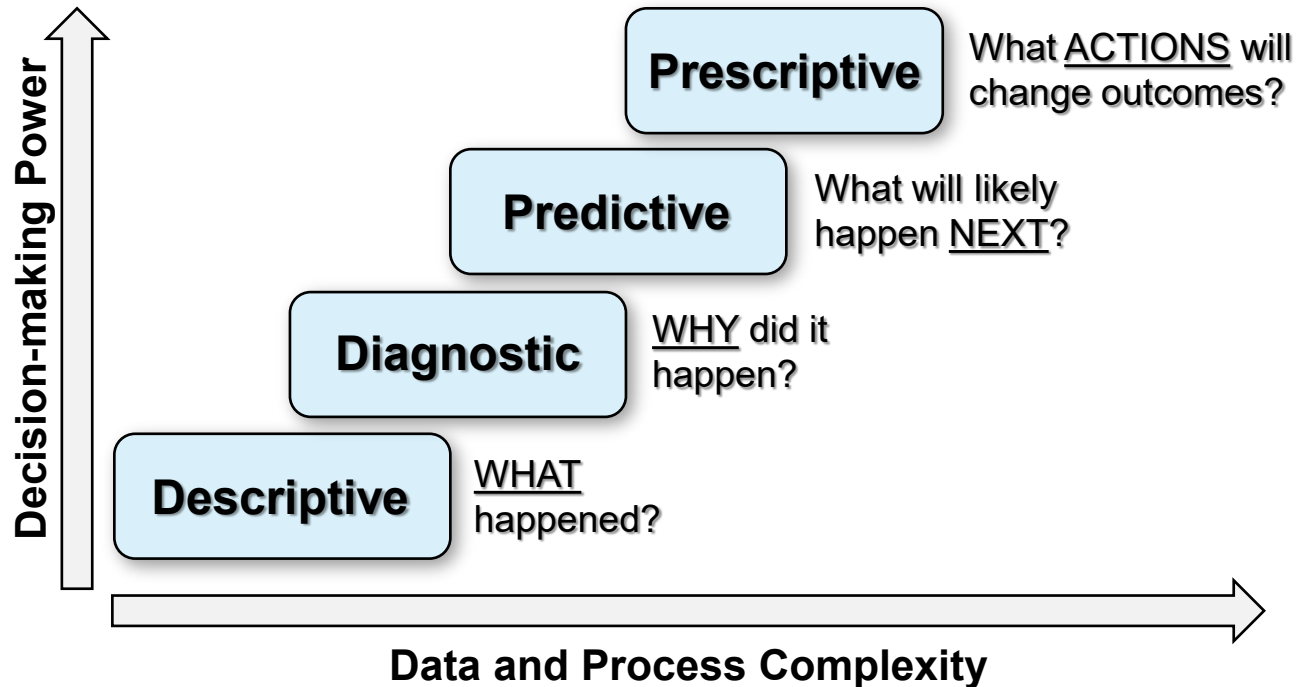 Decision-making Power
Prescriptive
What ACTIONS will
change outcomes?
Predictive
What will likely
happen NEXT?
Diagnostic
WHY did it
happen?
Descriptive
WHAT
happened?
Data and Process Complexity